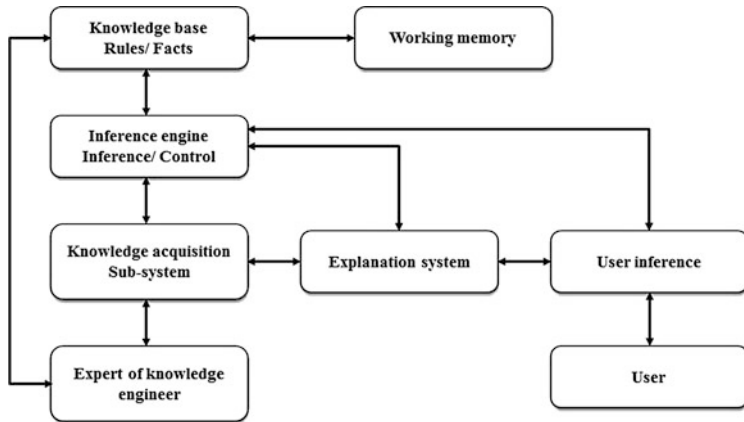 Knowledge base
Rules/ Facts
Working memory
Inference engine
Inference/ Control
Knowledge acquisition
Sub-system
Explanation system
User inference
Expert of knowledge
engineer
User